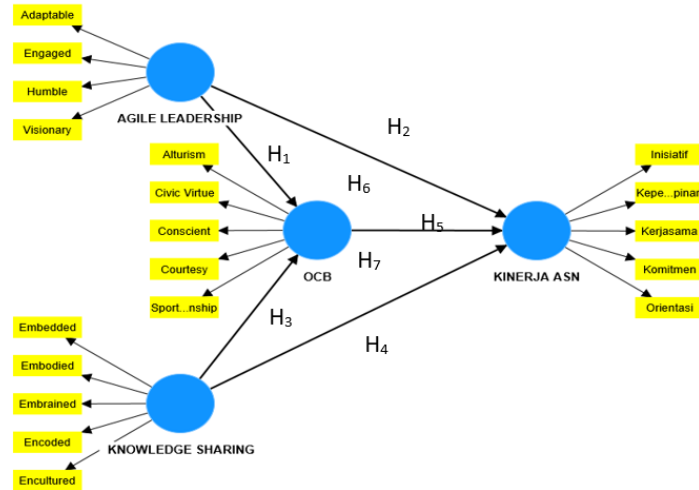 Adaptable
Engaged
Humble
Visionary
AGILE LEADERSHIP
H1
H2
Alturism
Civic Virtue
Conscient
Courtesy
Sport...nship
OCB
H6
H5
H7
Inisiatif
Kepe...pinan
Kerjasama
Komitmen
Orientasi
KINERJA ASN
H3
H4
Embedded
Embodied
Embrained
Encoded
Encultured
KNOWLEDGE SHARING